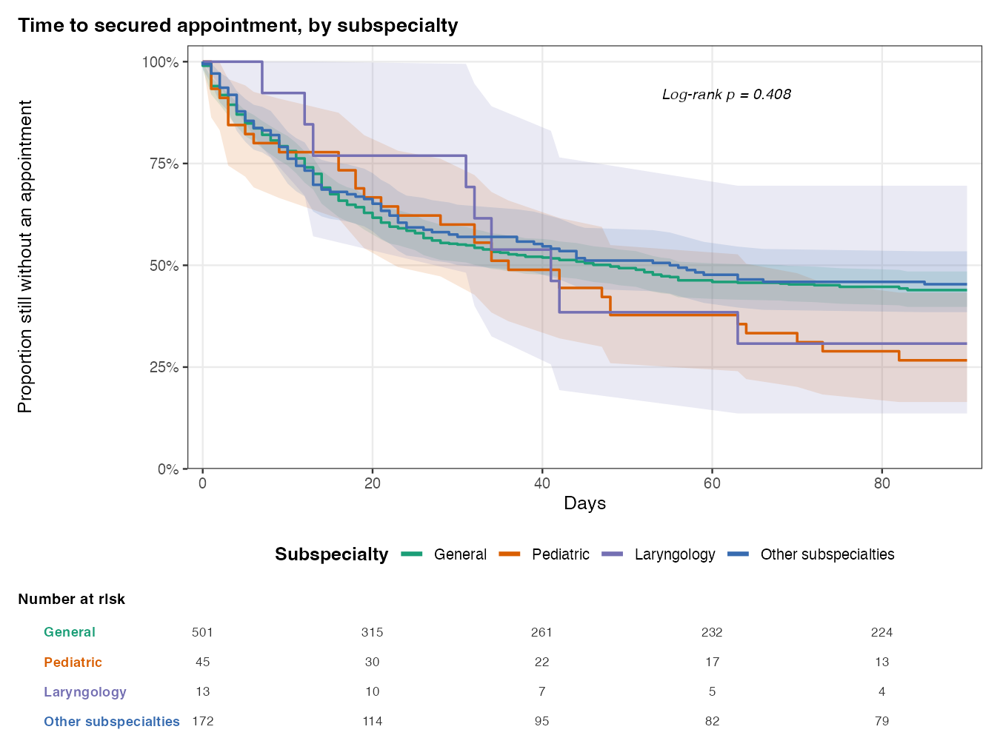 Time to secured appointment, by subspecialty
Proportion still without an appointment
100%
75%
50%
25%
0%
Log-rank p = 0.408
0 20 40 60 80
Days
Subspecialty General Pediatric Laryngology Other subspecialties
Number at risk
General 501 315 261 232 224
Pediatric 45 30 22 17 13
Laryngology 13 10 7 5 4
Other subspecialties 172 114 95 82 79